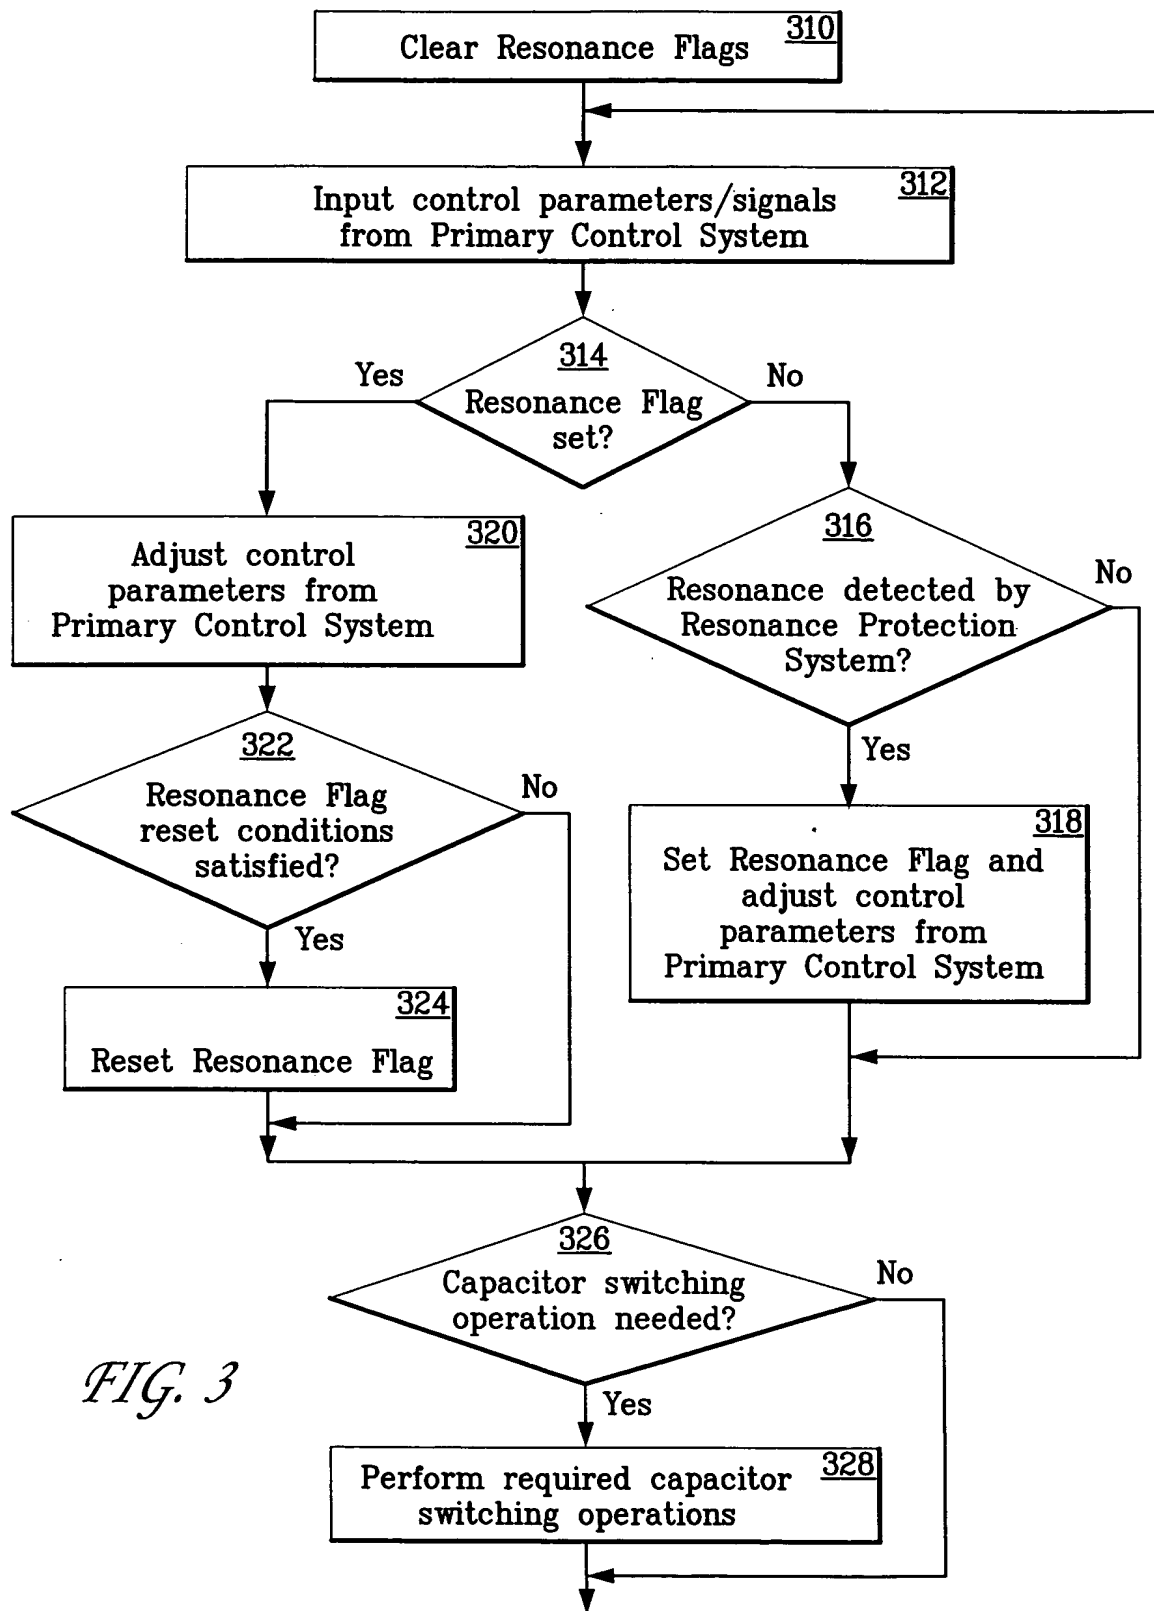 310
Clear Resonance Flags
312
Input control parameters/signals
from Primary Control System
314
Yes
No
Resonance Flag
set?
320
Adjust control
parameters from
Primary Control System
316
No
Resonance detected by
Resonance Protection
System?
322
Yes
No
Resonance Flag
reset conditions
satisfied?
318
Set Resonance Flag and
adjust control
parameters from
Primary Control System
Yes
324
Reset Resonance Flag
326
No
Capacitor switching
operation needed?
FIG. 3
Yes
328
Perform required capacitor
switching operations